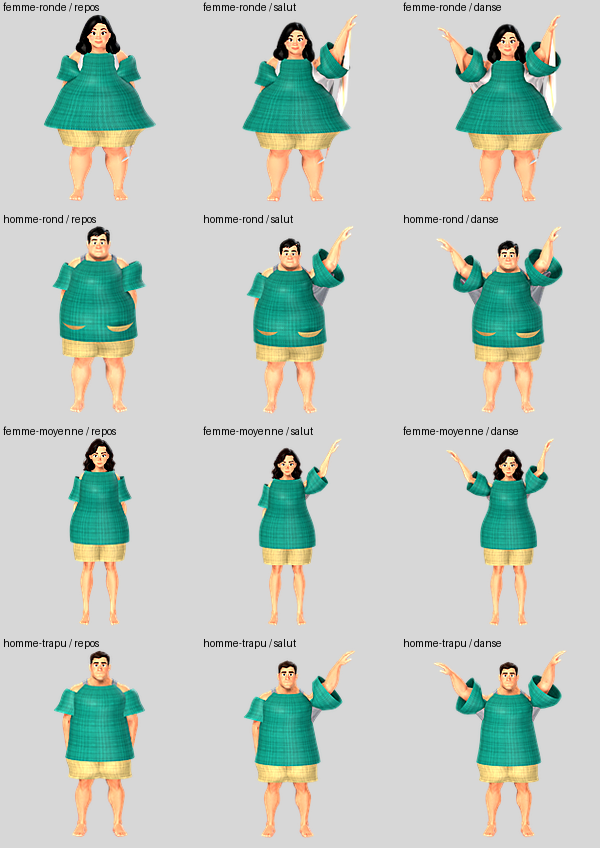 femme-ronde / repos
femme-ronde / salut
femme-ronde / danse
homme-rond / repos
homme-rond / salut
homme-rond / danse
femme-moyenne / repos
femme-moyenne / salut
femme-moyenne / danse
homme-trapu / repos
homme-trapu / salut
homme-trapu / danse